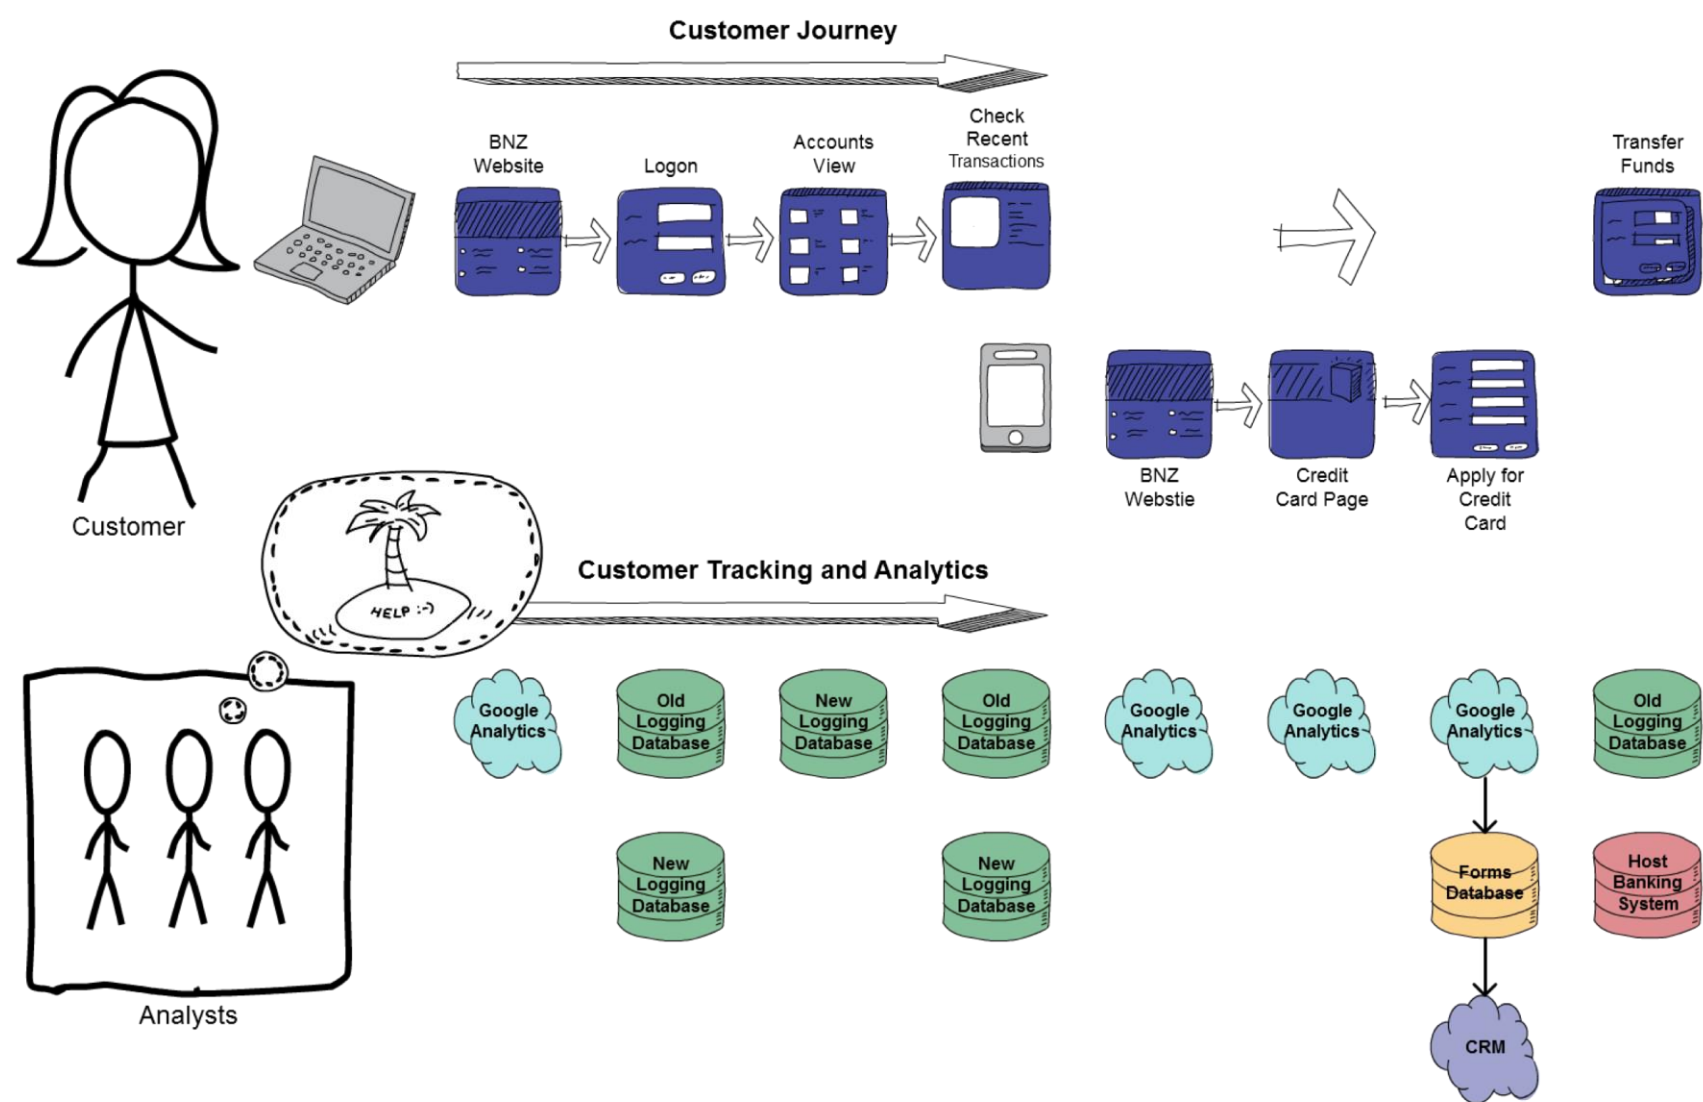 Customer Journey
BNZ
Website
Logon
Accounts
View
Check
Recent
Transactions
Transfer
Funds
BNZ
Webstie
Credit
Card Page
Apply for
Credit
Card
Customer
HELP :-)
Customer Tracking and Analytics
Google
Analytics
Old
Logging
Database
New
Logging
Database
Old
Logging
Database
Google
Analytics
Google
Analytics
Google
Analytics
Old
Logging
Database
New
Logging
Database
New
Logging
Database
Forms
Database
Host
Banking
System
CRM
Analysts